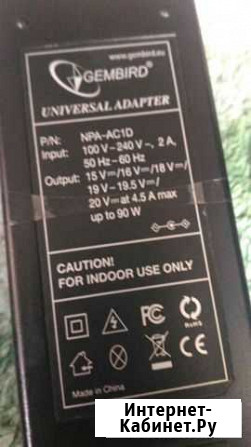 www.gembird.eu
GEMBIRD®
UNIVERSAL ADAPTER
P/N: NPA-AC1D
Input: 100 V~240 V~, 2 A,
50 Hz~60 Hz
Output: 15 V⎓/16 V⎓/18 V⎓/
19 V~19.5 V⎓/
20 V⎓ at 4.5 A max
up to 90 W
CAUTION!
FOR INDOOR USE ONLY
FC
RoHS
CE
Made in China
Интернет-
Кабинет.Ру